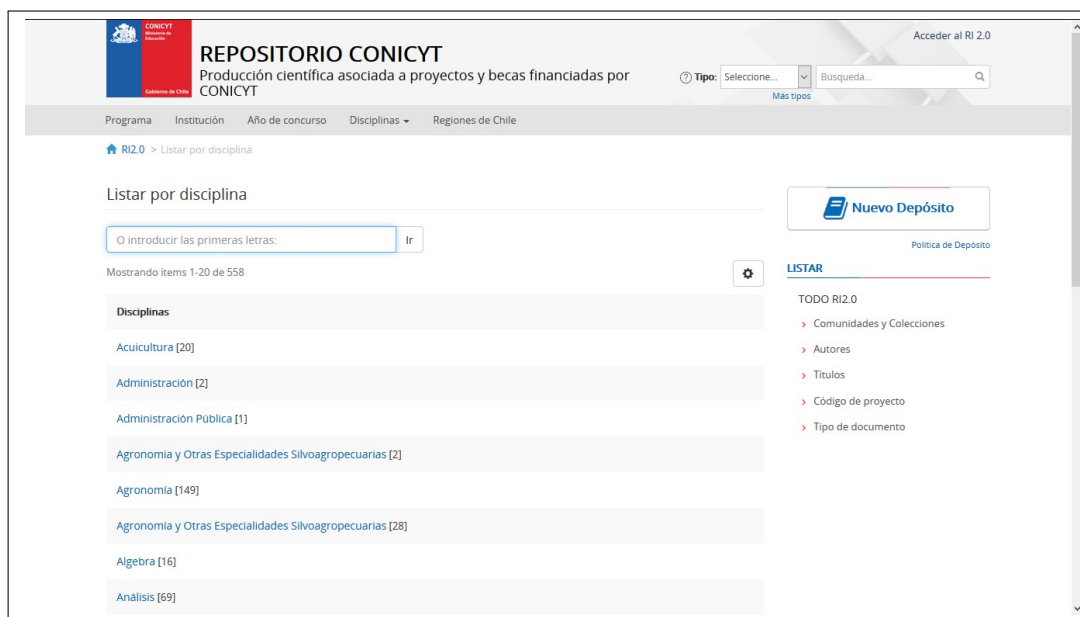 CONICYT
Ministerio de
Educación
Gobierno de Chile
REPOSITORIO CONICYT
Producción científica asociada a proyectos y becas financiadas por
CONICYT
Acceder al RI 2.0
? Tipo: Seleccione... Búsqueda...
Más tipos
Programa Institución Año de concurso Disciplinas Regiones de Chile
RI2.0 > Listar por disciplina
Listar por disciplina
O introducir las primeras letras: Ir
Mostrando ítems 1-20 de 558
Disciplinas
Acuicultura [20]
Administración [2]
Administración Pública [1]
Agronomia y Otras Especialidades Silvoagropecuarias [2]
Agronomía [149]
Agronomía y Otras Especialidades Silvoagropecuarias [28]
Algebra [16]
Análisis [69]
Nuevo Depósito
Política de Depósito
LISTAR
TODO RI2.0
› Comunidades y Colecciones
› Autores
› Títulos
› Código de proyecto
› Tipo de documento